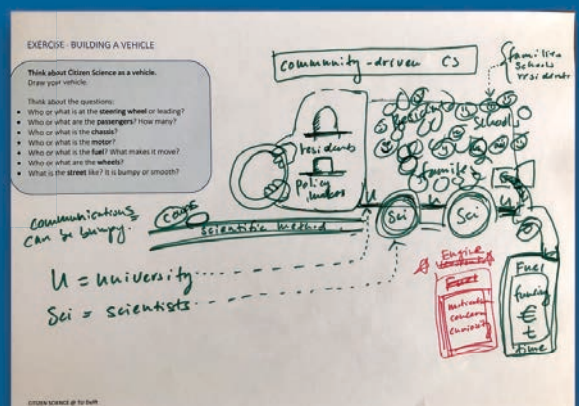 EXERCISE - BUILDING A VEHICLE
Think about Citizen Science as a vehicle.
Draw your vehicle.
Think about the questions:
• Who or what is at the steering wheel or leading?
• Who or what are the passengers? How many?
• Who or what is the chassis?
• Who or what is the motor?
• Who or what is the fuel? What makes it move?
• Who or what are the wheels?
• What is the street like? It is bumpy or smooth?
community-driven CS
families
schools
residents
residents
policy
makers
school
family
communications
can be bumpy.
scientific method
U
U
U
Sci
Sci
U = university
Sci = scientists
Engine
Fuel
concern
curiosity
Fuel
funding
€
t
time
CITIZEN SCIENCE @ TU Delft